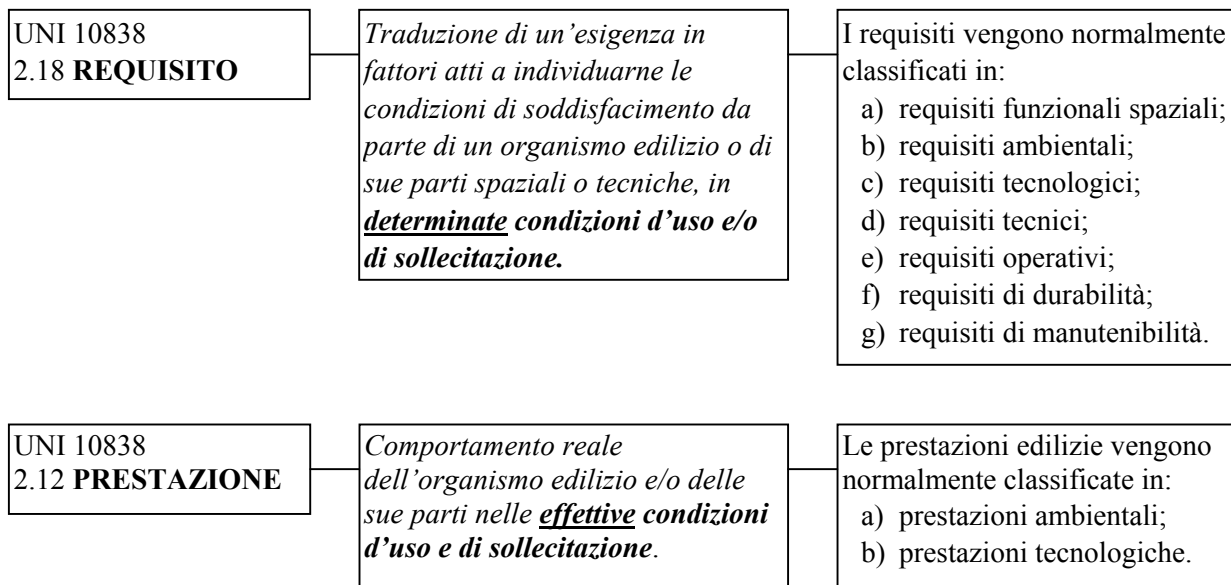 UNI 10838
2.18 REQUISITO
Traduzione di un’esigenza in
fattori atti a individuarne le
condizioni di soddisfacimento da
parte di un organismo edilizio o di
sue parti spaziali o tecniche, in
determinate condizioni d’uso e/o
di sollecitazione.
I requisiti vengono normalmente
classificati in:
a) requisiti funzionali spaziali;
b) requisiti ambientali;
c) requisiti tecnologici;
d) requisiti tecnici;
e) requisiti operativi;
f) requisiti di durabilità;
g) requisiti di manutenibilità.
UNI 10838
2.12 PRESTAZIONE
Comportamento reale
dell’organismo edilizio e/o delle
sue parti nelle effettive condizioni
d’uso e di sollecitazione.
Le prestazioni edilizie vengono
normalmente classificate in:
a) prestazioni ambientali;
b) prestazioni tecnologiche.